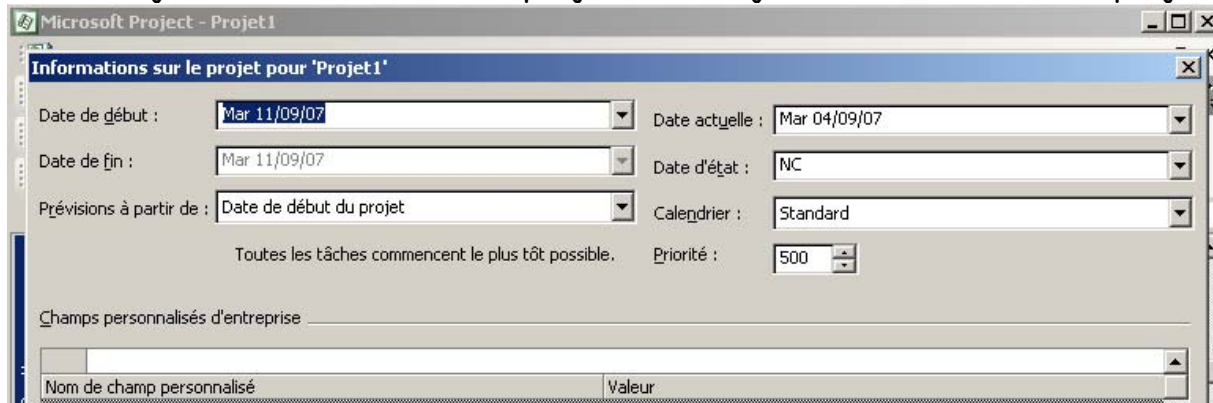 Microsoft Project - Projet1
Informations sur le projet pour 'Projet1'
Date de début : Mar 11/09/07
Date actuelle : Mar 04/09/07
Date de fin : Mar 11/09/07
Date d'état : NC
Prévisions à partir de : Date de début du projet
Calendrier : Standard
Toutes les tâches commencent le plus tôt possible.
Priorité : 500
Champs personnalisés d'entreprise
Nom de champ personnalisé Valeur